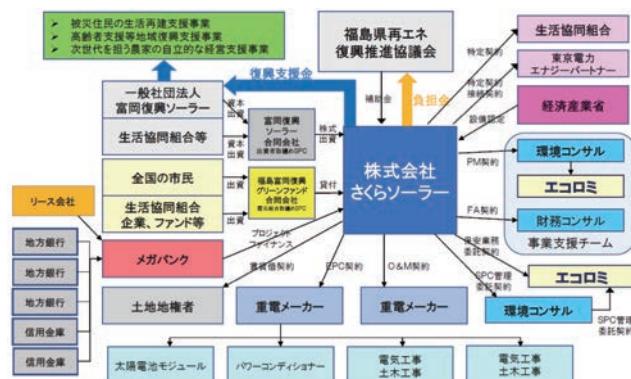 被災住民の生活再建支援事業
高齢者支援等地域復興支援事業
次世代を担う農家の自立的な経営支援事業
福島県再エネ
復興推進協議会
生活協同組合
東京電力
エナジーパートナー
経済産業省
特定契約
特定契約
接続契約
設備認定
復興支援金
補助金
負担金
一般社団法人
富岡復興ソーラー
生活協同組合等
資本
出資
資本
出資
富岡復興
ソーラー
合同会社
株式
出資
全国の市民
生活協同組合
企業、ファンド等
出資
出資
福島富岡復興
グリーンファンド
合同会社
貸付
株式会社
さくらソーラー
PM契約
環境コンサル
エコロミ
FA契約
財務コンサル
事業支援チーム
リース会社
地方銀行
地方銀行
地方銀行
信用金庫
信用金庫
メガバンク
プロジェクト
ファイナンス
賃貸借契約
EPC契約
O&M契約
保安業務
委託契約
SPC管理
委託契約
エコロミ
環境コンサル
SPC管理
委託契約
土地地権者
重電メーカー
重電メーカー
太陽電池モジュール
パワーコンディショナー
電気工事
土木工事
電気工事
土木工事